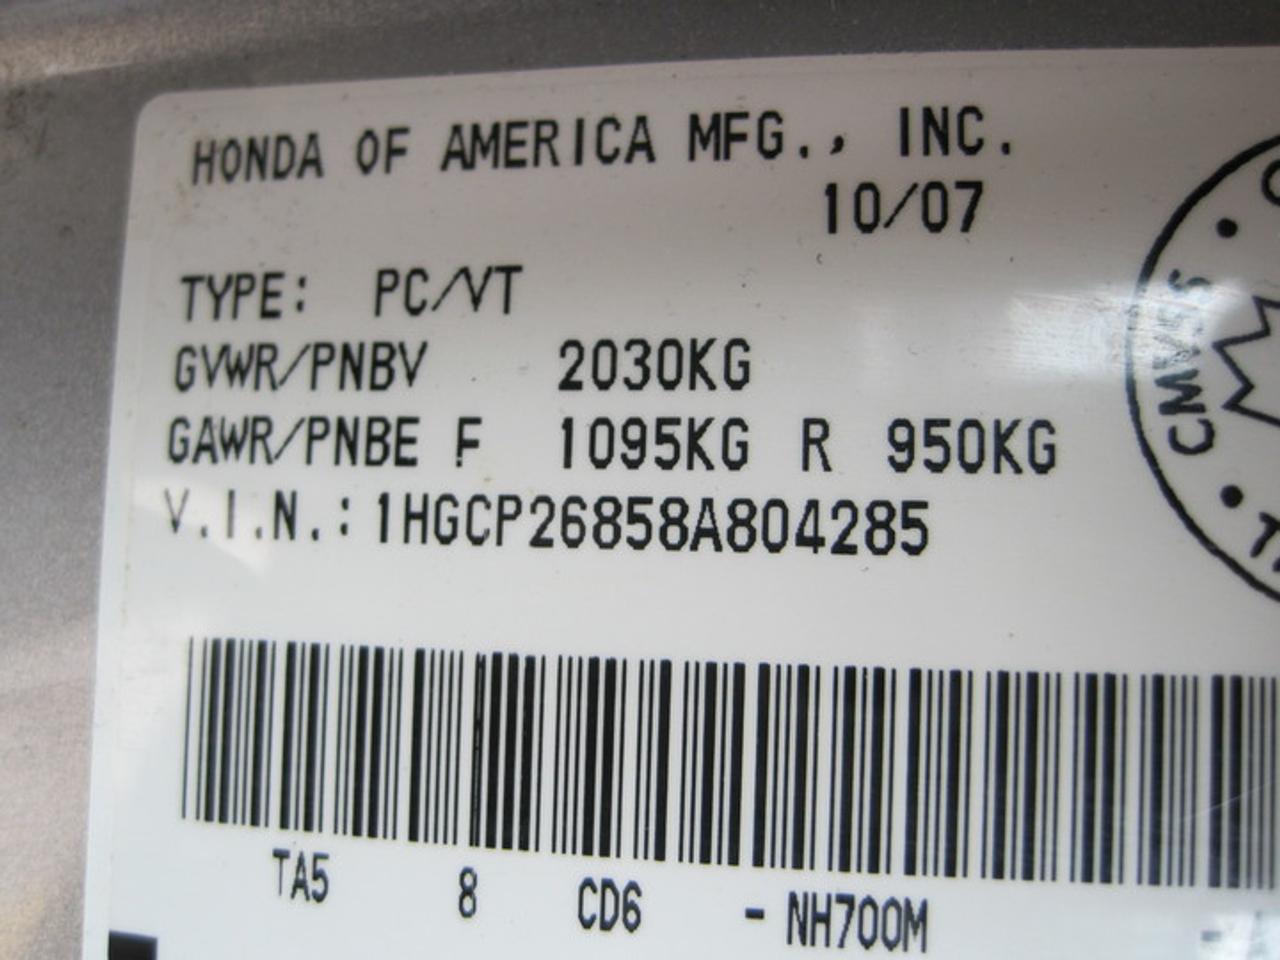 HONDA OF AMERICA MFG., INC.
10/07
TYPE: PC/VT
GVWR/PNBV 2030KG
GAWR/PNBE F 1095KG R 950KG
V.I.N.: 1HGCP26858A804285
CMVSS
TA5 8 CD6 - NH700M -